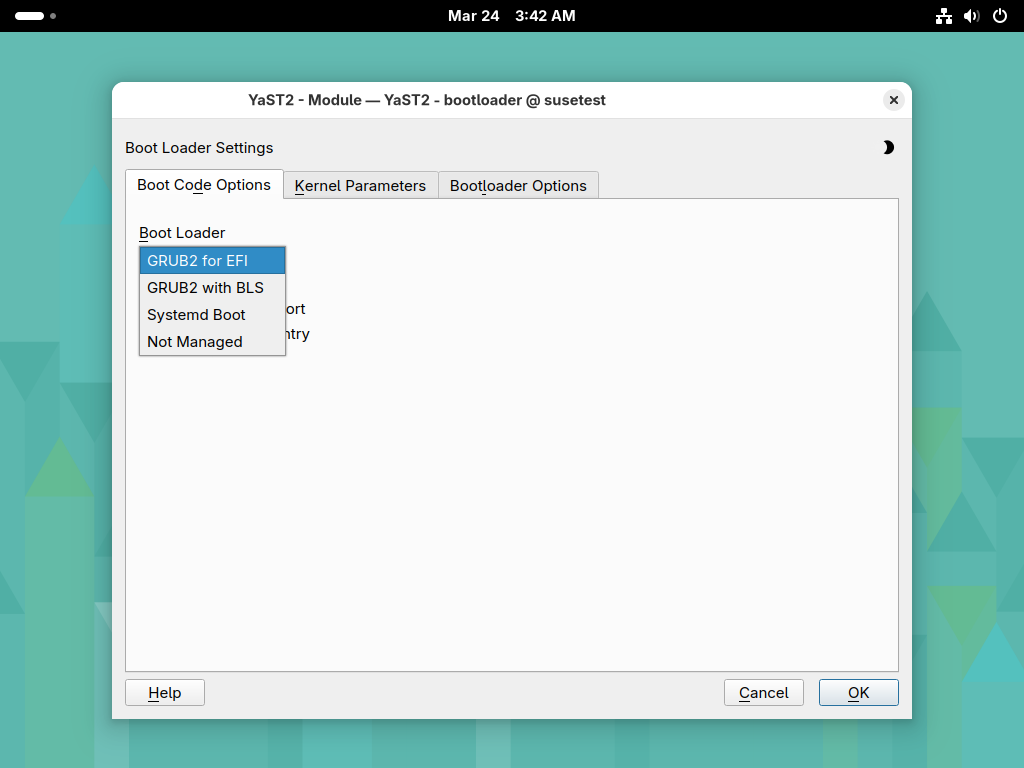 Mar 24 3:42 AM
YaST2 - Module — YaST2 - bootloader @ susetest
Boot Loader Settings
Boot Code Options Kernel Parameters Bootloader Options
Boot Loader
GRUB2 for EFI
GRUB2 with BLS
Systemd Boot
ort
ntry
Not Managed
Help Cancel OK